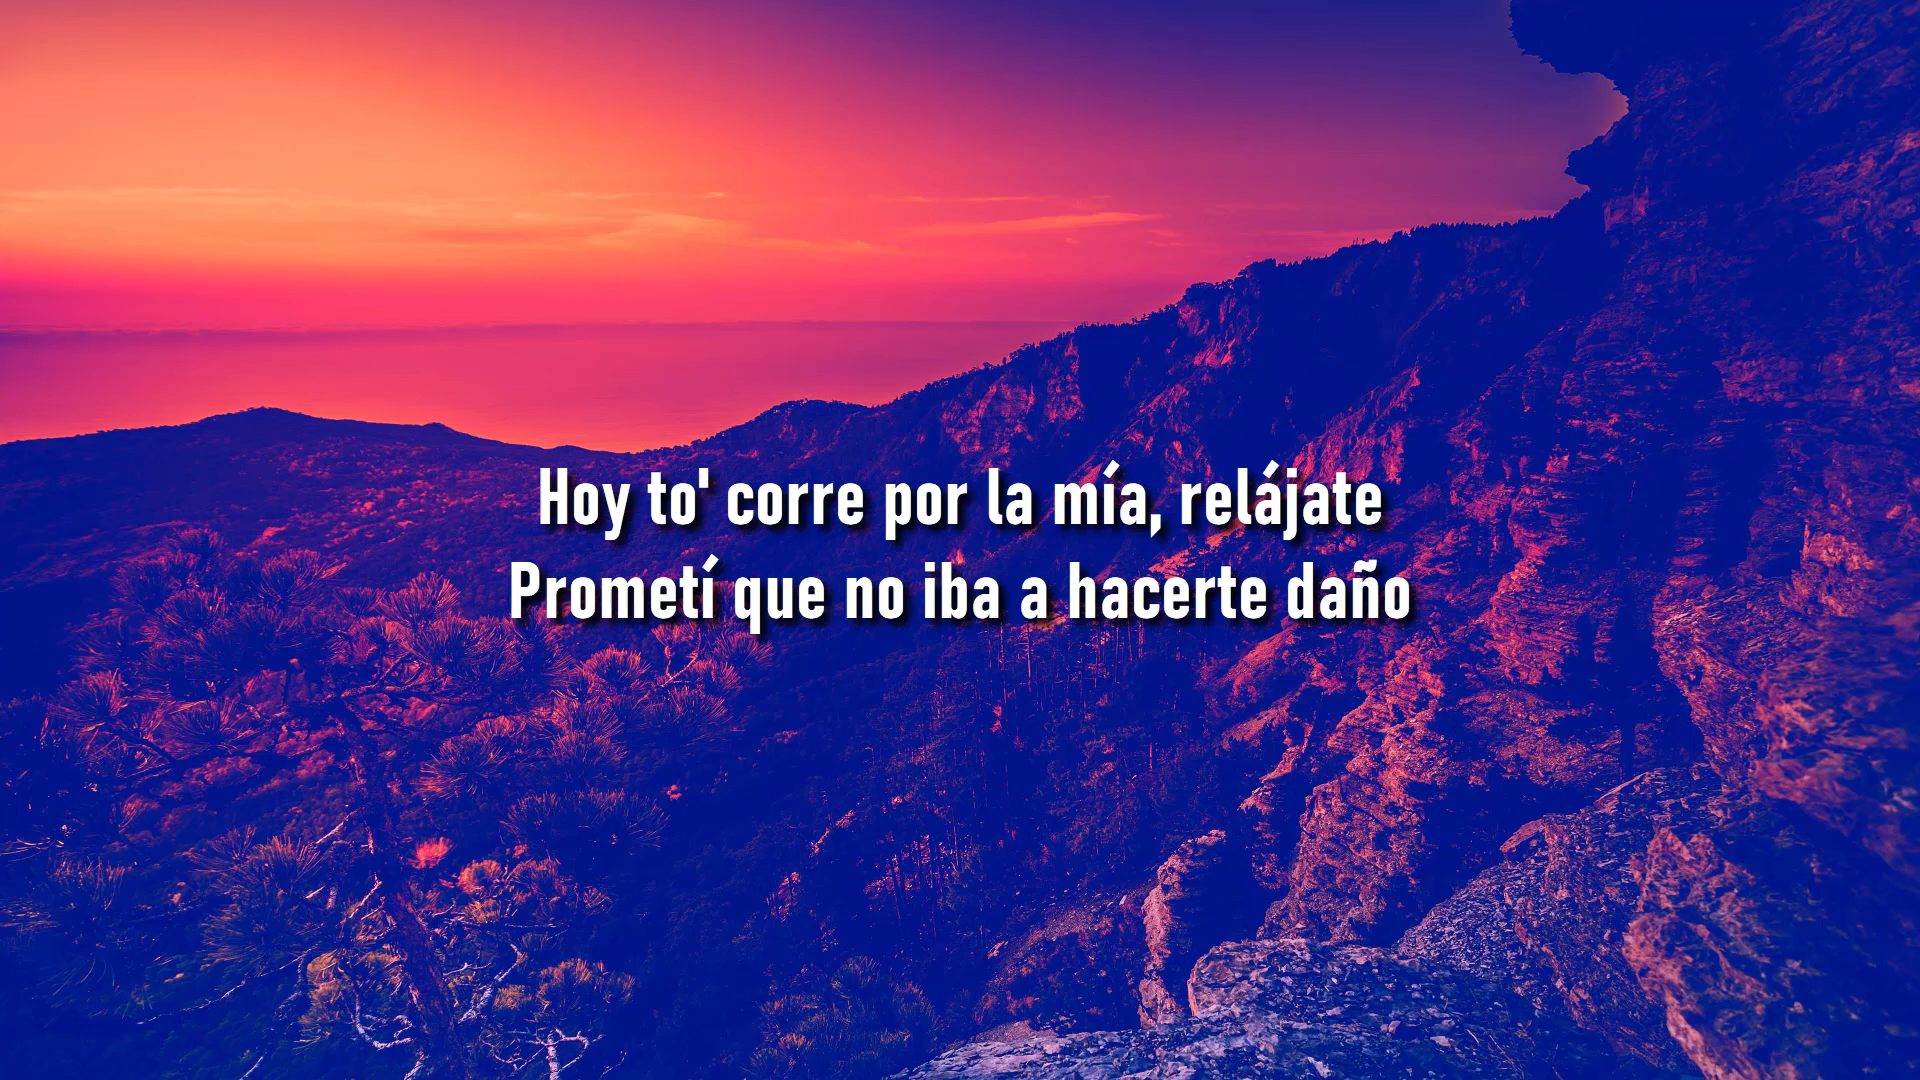 Hoy to' corre por la mía, relájate
Prometí que no iba a hacerte daño